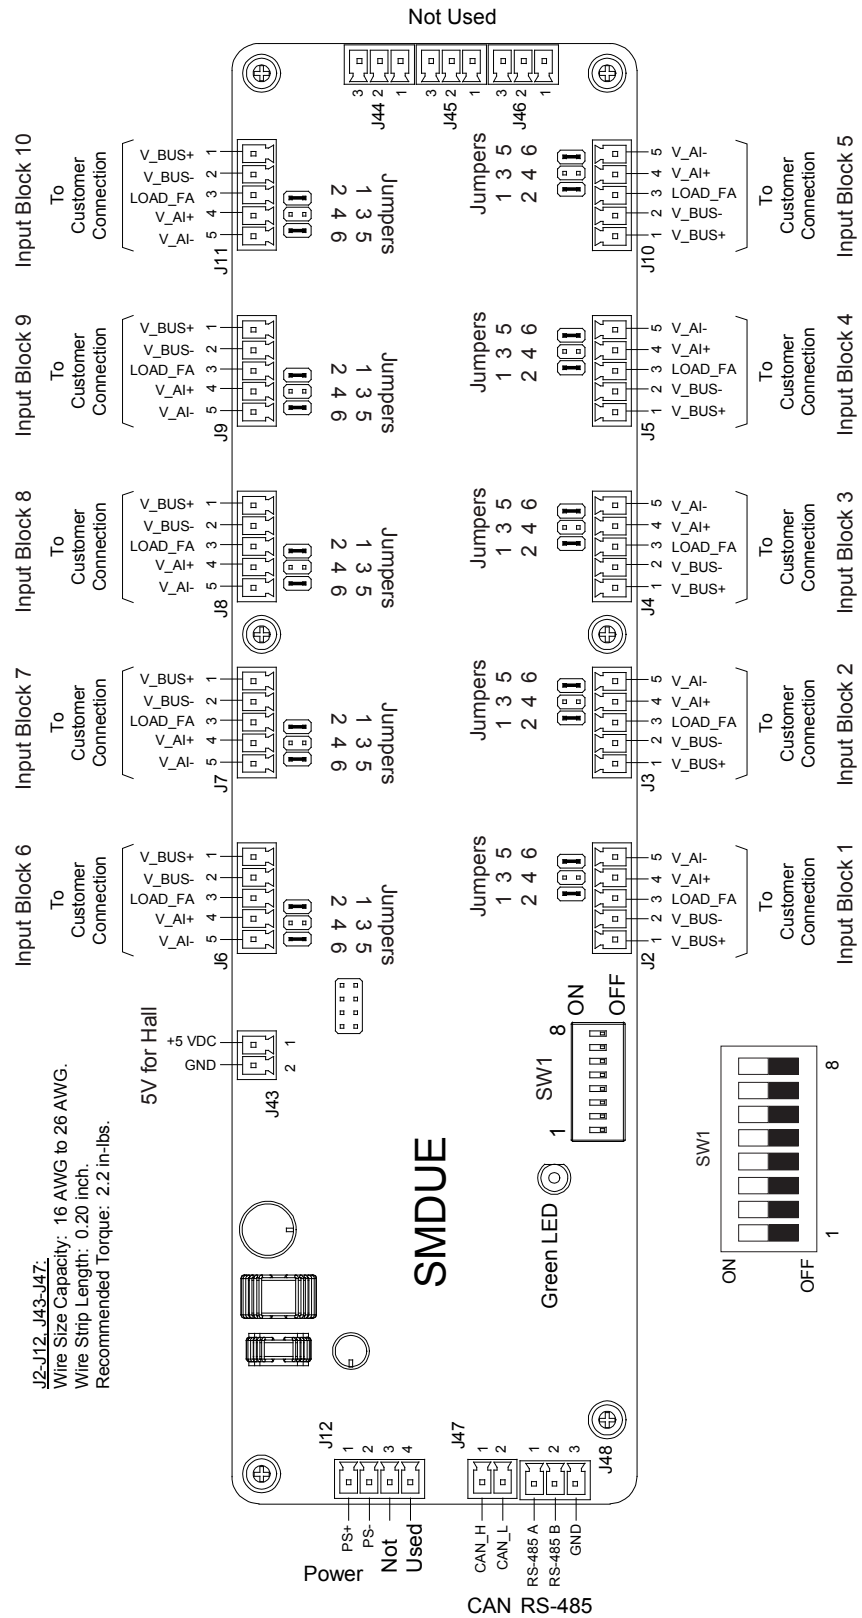 Not Used
3 2 1
J44
3 2 1
J45
3 2 1
J46
Input Block 10
To
Customer
Connection
V_BUS+ 1
V_BUS- 2
LOAD_FA 3
V_AI+ 4
V_AI- 5
J11
2 4 6
1 3 5
Jumpers
Jumpers
1 3 5
2 4 6
J10
5 V_AI-
4 V_AI+
3 LOAD_FA
2 V_BUS-
1 V_BUS+
To
Customer
Connection
Input Block 5
Input Block 9
To
Customer
Connection
V_BUS+ 1
V_BUS- 2
LOAD_FA 3
V_AI+ 4
V_AI- 5
J9
2 4 6
1 3 5
Jumpers
Jumpers
1 3 5
2 4 6
J5
5 V_AI-
4 V_AI+
3 LOAD_FA
2 V_BUS-
1 V_BUS+
To
Customer
Connection
Input Block 4
Input Block 8
To
Customer
Connection
V_BUS+ 1
V_BUS- 2
LOAD_FA 3
V_AI+ 4
V_AI- 5
J8
2 4 6
1 3 5
Jumpers
Jumpers
1 3 5
2 4 6
J4
5 V_AI-
4 V_AI+
3 LOAD_FA
2 V_BUS-
1 V_BUS+
To
Customer
Connection
Input Block 3
Input Block 7
To
Customer
Connection
V_BUS+ 1
V_BUS- 2
LOAD_FA 3
V_AI+ 4
V_AI- 5
J7
2 4 6
1 3 5
Jumpers
Jumpers
1 3 5
2 4 6
J3
5 V_AI-
4 V_AI+
3 LOAD_FA
2 V_BUS-
1 V_BUS+
To
Customer
Connection
Input Block 2
Input Block 6
To
Customer
Connection
V_BUS+ 1
V_BUS- 2
LOAD_FA 3
V_AI+ 4
V_AI- 5
J6
2 4 6
1 3 5
Jumpers
Jumpers
1 3 5
2 4 6
J2
5 V_AI-
4 V_AI+
3 LOAD_FA
2 V_BUS-
1 V_BUS+
To
Customer
Connection
Input Block 1
5V for Hall
+5 VDC 1
GND 2
J43
J2-J12, J43-J47:
Wire Size Capacity: 16 AWG to 26 AWG.
Wire Strip Length: 0.20 inch.
Recommended Torque: 2.2 in-lbs.
SMDUE
SW1
1 8
ON
OFF
Green LED
SW1
ON
OFF
1 8
J12
1 2 3 4
PS+
PS-
Not
Used
Power
J47
1 2
CAN_H
CAN_L
CAN
1 2 3
J48
RS-485 A
RS-485 B
GND
RS-485